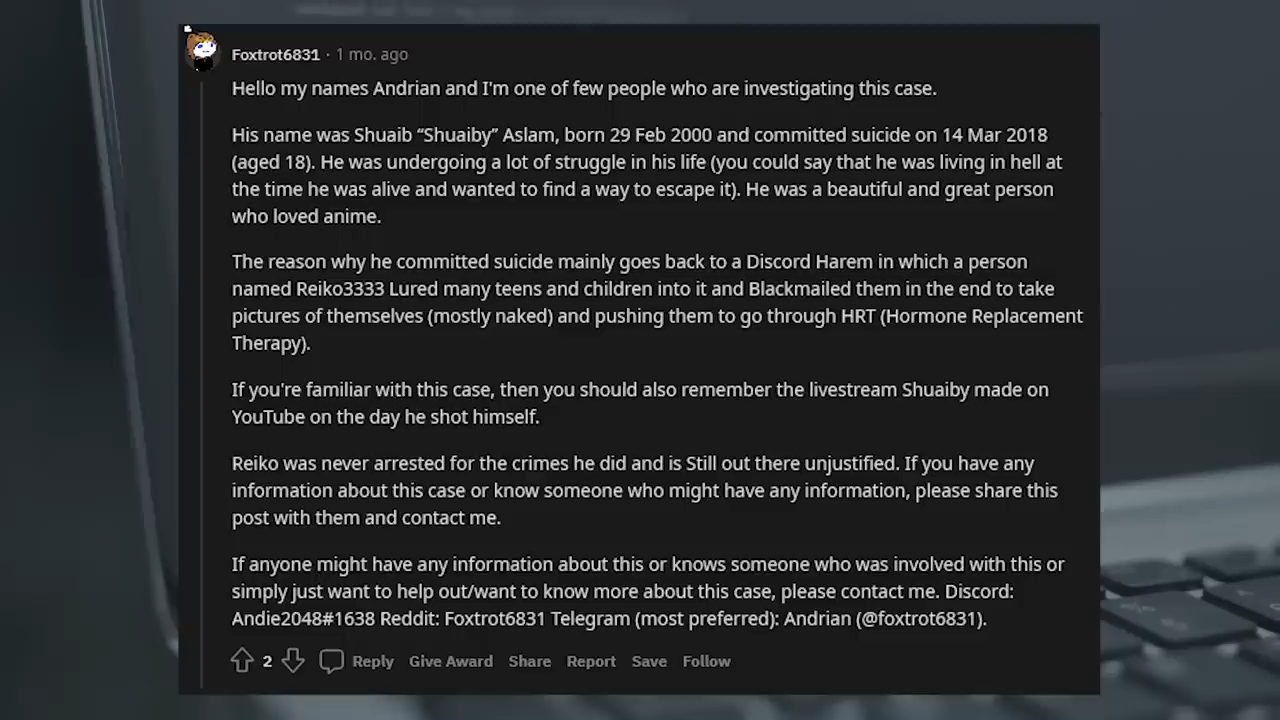 Foxtrot6831 · 1 mo. ago
Hello my names Andrian and I'm one of few people who are investigating this case.
His name was Shuaib “Shuaiby” Aslam, born 29 Feb 2000 and committed suicide on 14 Mar 2018
(aged 18). He was undergoing a lot of struggle in his life (you could say that he was living in hell at
the time he was alive and wanted to find a way to escape it). He was a beautiful and great person
who loved anime.
The reason why he committed suicide mainly goes back to a Discord Harem in which a person
named Reiko3333 Lured many teens and children into it and Blackmailed them in the end to take
pictures of themselves (mostly naked) and pushing them to go through HRT (Hormone Replacement
Therapy).
If you're familiar with this case, then you should also remember the livestream Shuaiby made on
YouTube on the day he shot himself.
Reiko was never arrested for the crimes he did and is Still out there unjustified. If you have any
information about this case or know someone who might have any information, please share this
post with them and contact me.
If anyone might have any information about this or knows someone who was involved with this or
simply just want to help out/want to know more about this case, please contact me. Discord:
Andie2048#1638 Reddit: Foxtrot6831 Telegram (most preferred): Andrian (@foxtrot6831).
2 Reply Give Award Share Report Save Follow